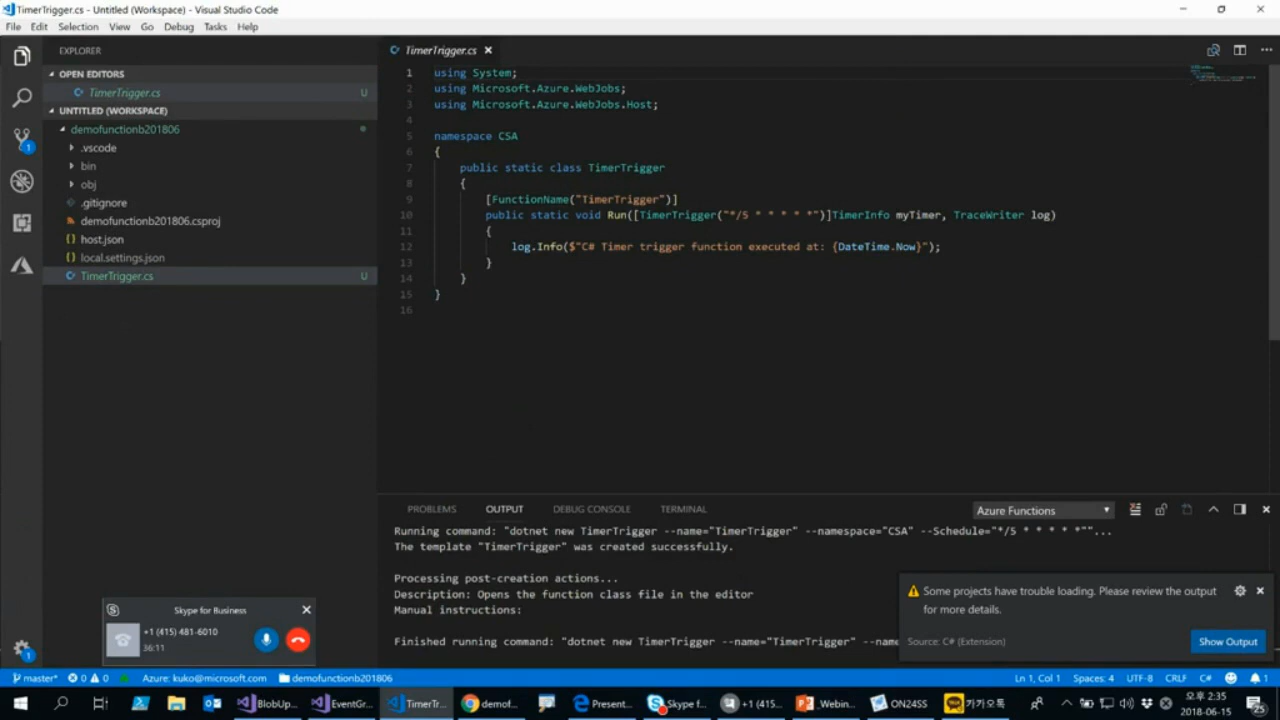 TimerTrigger.cs - Untitled (Workspace) - Visual Studio Code
File Edit Selection View Go Debug Tasks Help
EXPLORER
OPEN EDITORS
TimerTrigger.cs U
UNTITLED (WORKSPACE)
demofunctionb201806
.vscode
bin
obj
.gitignore
demofunctionb201806.csproj
host.json
local.settings.json
TimerTrigger.cs U
1
1
TimerTrigger.cs
1 using System;
2 using Microsoft.Azure.WebJobs;
3 using Microsoft.Azure.WebJobs.Host;
4
5 namespace CSA
6 {
7 public static class TimerTrigger
8 {
9 [FunctionName("TimerTrigger")]
10 public static void Run([TimerTrigger("*/5 * * * * *")]TimerInfo myTimer, TraceWriter log)
11 {
12 log.Info($"C# Timer trigger function executed at: {DateTime.Now}");
13 }
14 }
15 }
16
PROBLEMS OUTPUT DEBUG CONSOLE TERMINAL Azure Functions
Running command: "dotnet new TimerTrigger --name="TimerTrigger" --namespace="CSA" --Schedule="*/5 * * * * *""...
The template "TimerTrigger" was created successfully.
Processing post-creation actions...
Description: Opens the function class file in the editor
Manual instructions:
Finished running command: "dotnet new TimerTrigger --name="TimerTrigger" --name
Some projects have trouble loading. Please review the output
for more details.
Source: C# (Extension) Show Output
Skype for Business
+1 (415) 481-6010
36:11
master* 0 0 Azure: kuko@microsoft.com demofunctionb201806 Ln 1, Col 1 Spaces: 4 UTF-8 CRLF C# 1
BlobUp... EventGr... TimerTr... demof... Present... Skype f... +1 (415... _Webin... ON24SS 카카오톡 오후 2:35
2018-06-15 25